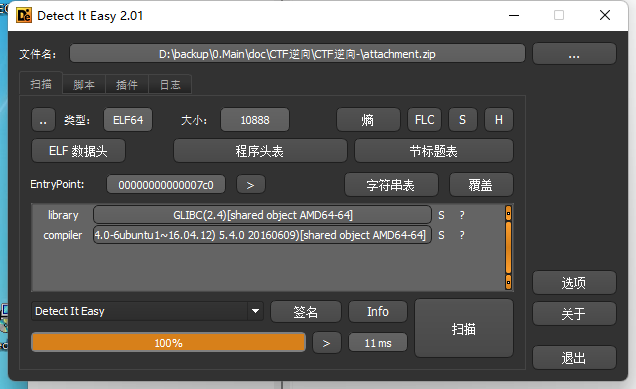 Detect It Easy 2.01
文件名： D:\backup\0.Main\doc\CTF逆向\CTF逆向-\attachment.zip ...
扫描 脚本 插件 日志
.. 类型： ELF64 大小： 10888 熵 FLC S H
ELF 数据头 程序头表 节标题表
EntryPoint: 00000000000007c0 > 字符串表 覆盖
library GLIBC(2.4)[shared object AMD64-64] S ?
compiler 4.0-6ubuntu1~16.04.12) 5.4.0 20160609)[shared object AMD64-64] S ?
选项
Detect It Easy 签名 Info 扫描 关于
100% > 11 ms
退出